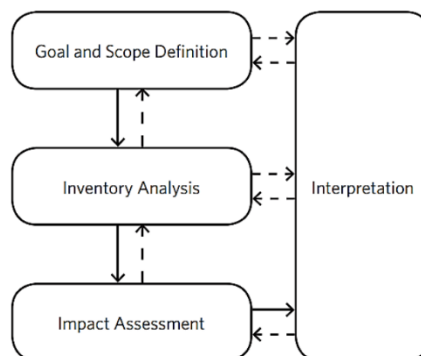 Goal and Scope Definition
Inventory Analysis
Interpretation
Impact Assessment